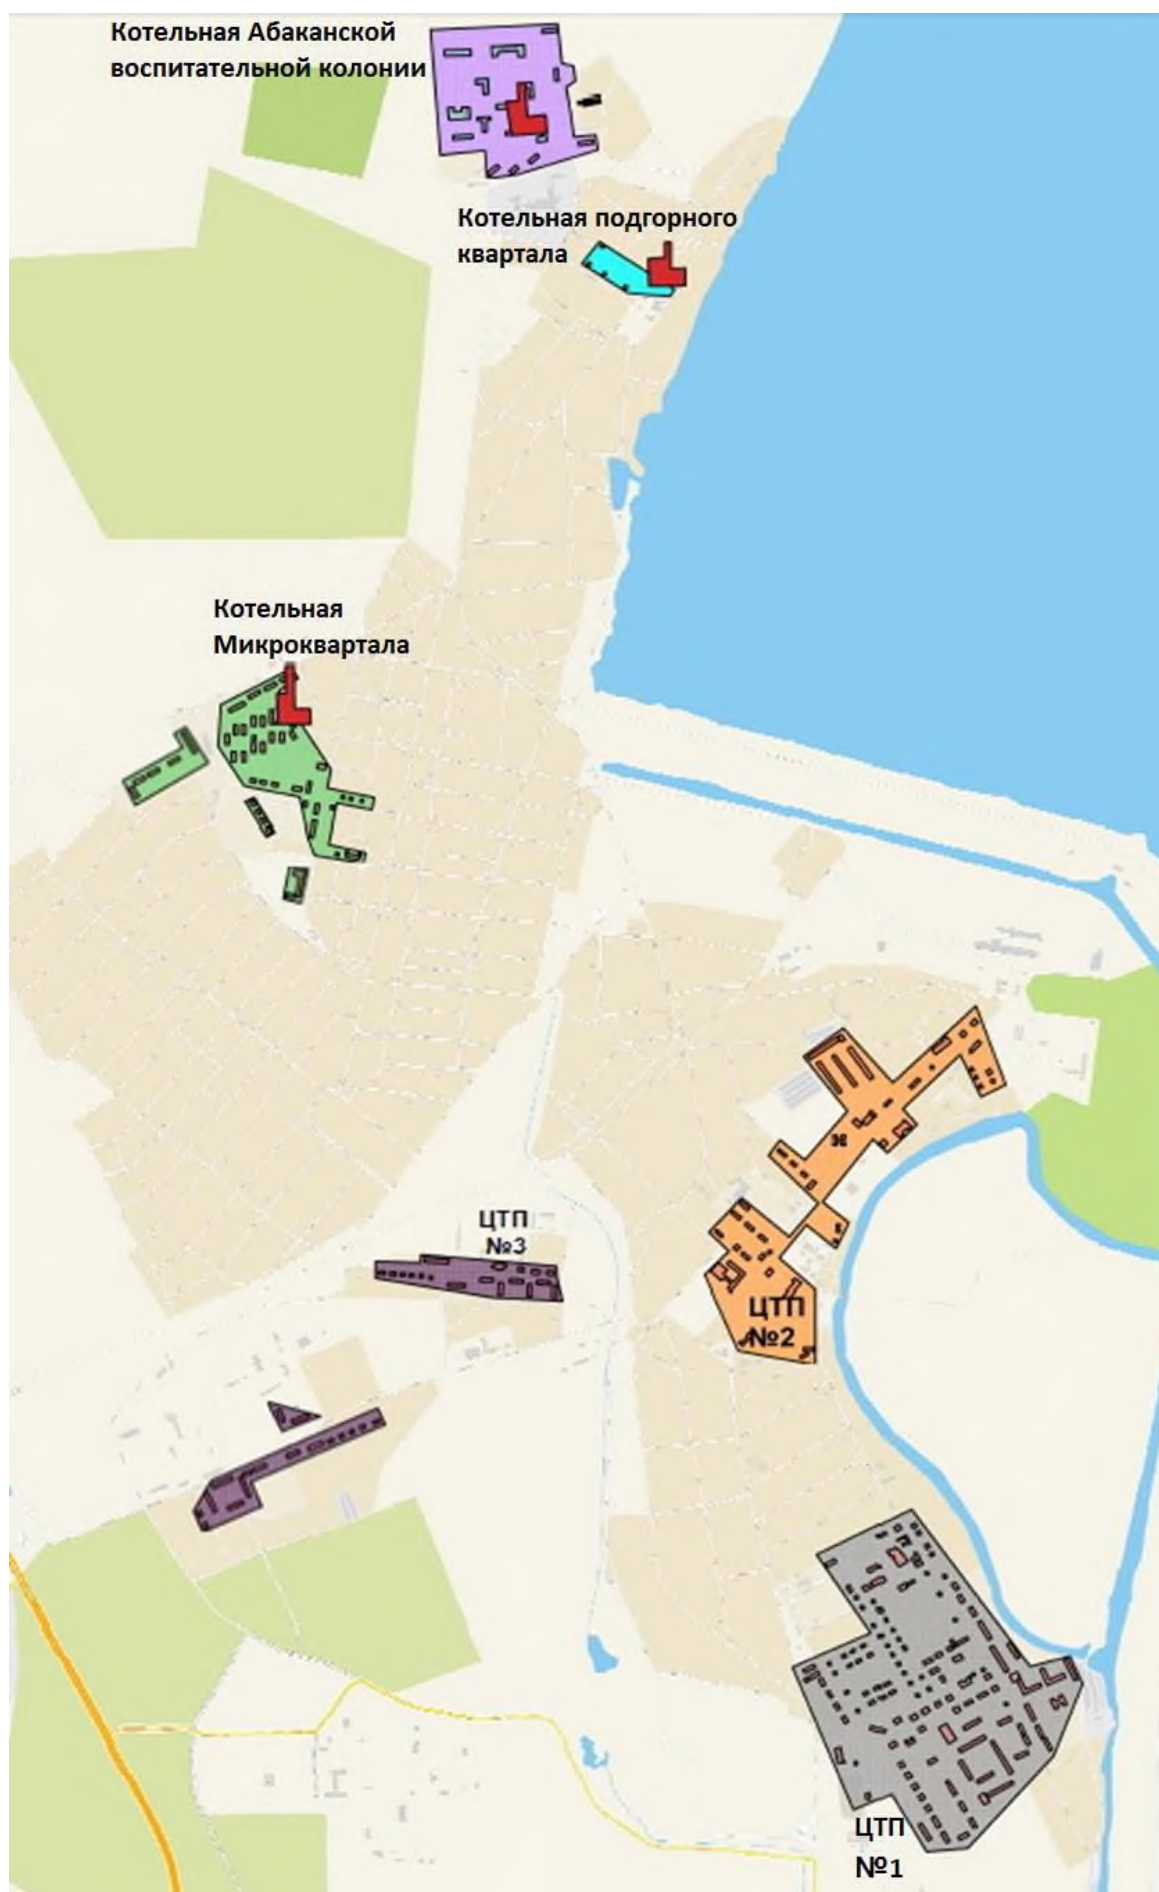 Котельная Абаканской
воспитательной колонии
Котельная подгорного
квартала
Котельная
Микроквартала
ЦТП
№3
ЦТП
№2
ЦТП
№1